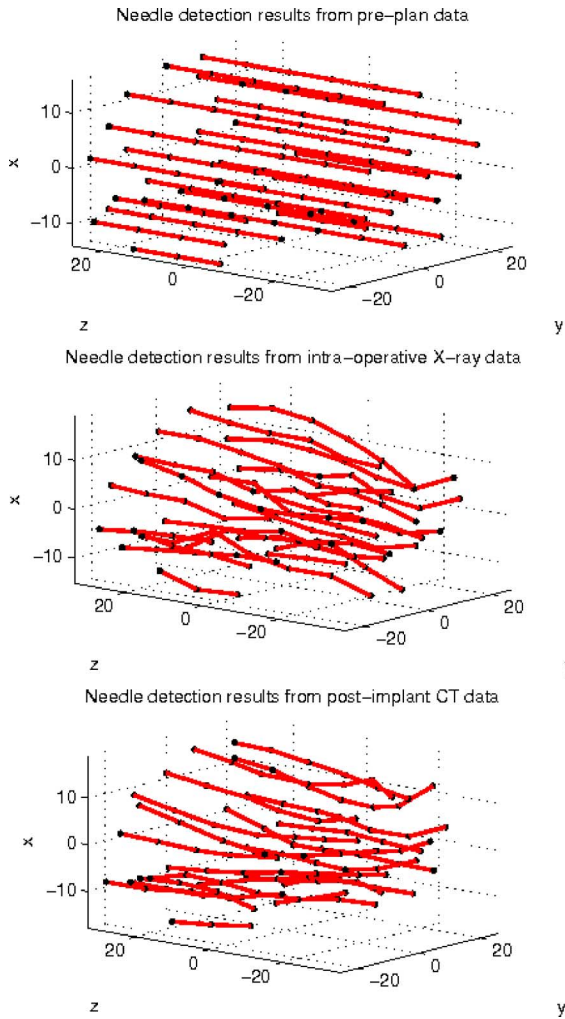 Needle detection results from pre-plan data
10
0
-10
x
20
0
-20
z
-20
0
20
y
Needle detection results from intra-operative X-ray data
10
0
-10
x
20
0
-20
z
-20
0
20
Needle detection results from post-implant CT data
10
0
-10
x
20
0
-20
z
-20
0
20
y